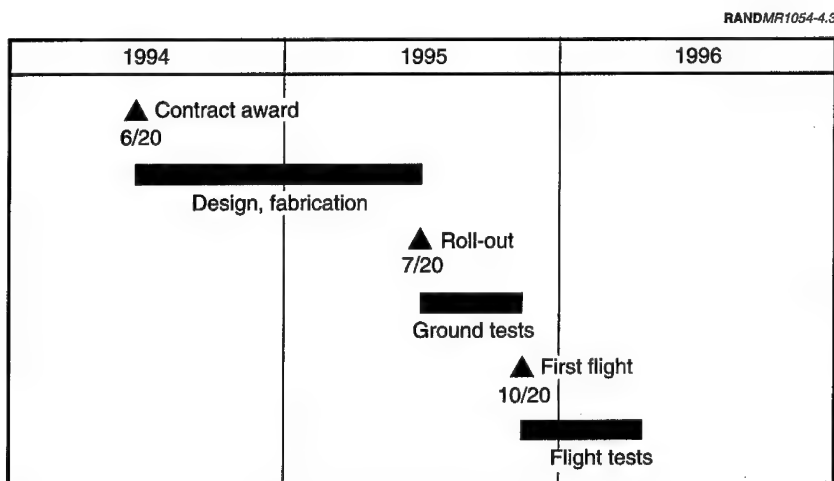 RANDMR1054-4.3
1994 1995 1996
Contract award
6/20
Design, fabrication
Roll-out
7/20
Ground tests
First flight
10/20
Flight tests